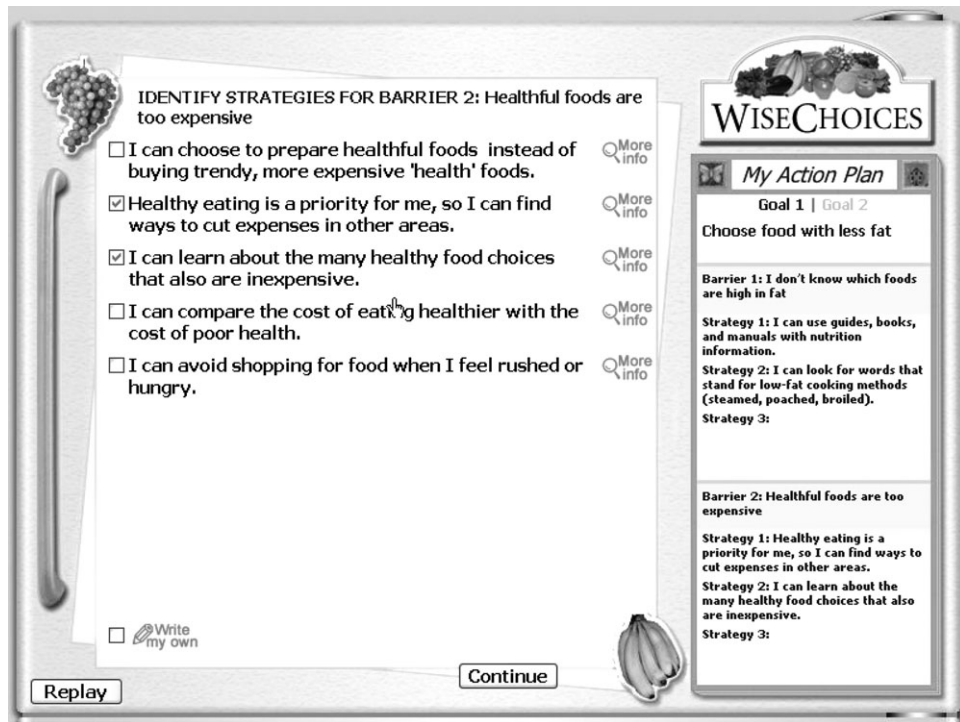 IDENTIFY STRATEGIES FOR BARRIER 2: Healthful foods are
too expensive
I can choose to prepare healthful foods instead of
buying trendy, more expensive 'health' foods.
More
info
Healthy eating is a priority for me, so I can find
ways to cut expenses in other areas.
More
info
I can learn about the many healthy food choices
that also are inexpensive.
More
info
I can compare the cost of eating healthier with the
cost of poor health.
More
info
I can avoid shopping for food when I feel rushed or
hungry.
More
info
Write
my own
Continue
Replay
WISECHOICES
My Action Plan
Goal 1 | Goal 2
Choose food with less fat
Barrier 1: I don't know which foods
are high in fat
Strategy 1: I can use guides, books,
and manuals with nutrition
information.
Strategy 2: I can look for words that
stand for low-fat cooking methods
(steamed, poached, broiled).
Strategy 3:
Barrier 2: Healthful foods are too
expensive
Strategy 1: Healthy eating is a
priority for me, so I can find ways to
cut expenses in other areas.
Strategy 2: I can learn about the
many healthy food choices that also
are inexpensive.
Strategy 3: